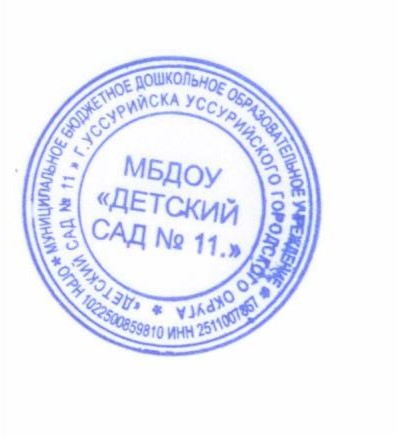 МУНИЦИПАЛЬНОЕ БЮДЖЕТНОЕ ДОШКОЛЬНОЕ ОБРАЗОВАТЕЛЬНОЕ УЧРЕЖДЕНИЕ
* ОГРН 1022500859810 ИНН 2511007867 *
«ДЕТСКИЙ САД № 11» Г.УССУРИЙСКА УССУРИЙСКОГО ГОРОДСКОГО ОКРУГА *
МБДОУ
«ДЕТСКИЙ
САД № 11.»